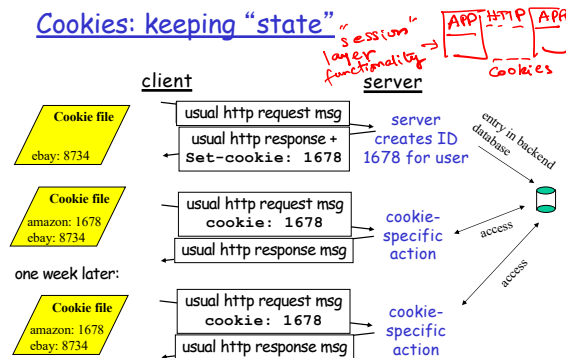 Cookies: keeping "state"
"session"
layer
functionality
APP HTTP APP
Cookies
client
server
Cookie file
ebay: 8734
usual http request msg
usual http response +
Set-cookie: 1678
server
creates ID
1678 for user
entry in backend
database
Cookie file
amazon: 1678
ebay: 8734
usual http request msg
cookie: 1678
usual http response msg
cookie-
specific
action
access
access
one week later:
Cookie file
amazon: 1678
ebay: 8734
usual http request msg
cookie: 1678
usual http response msg
cookie-
specific
action